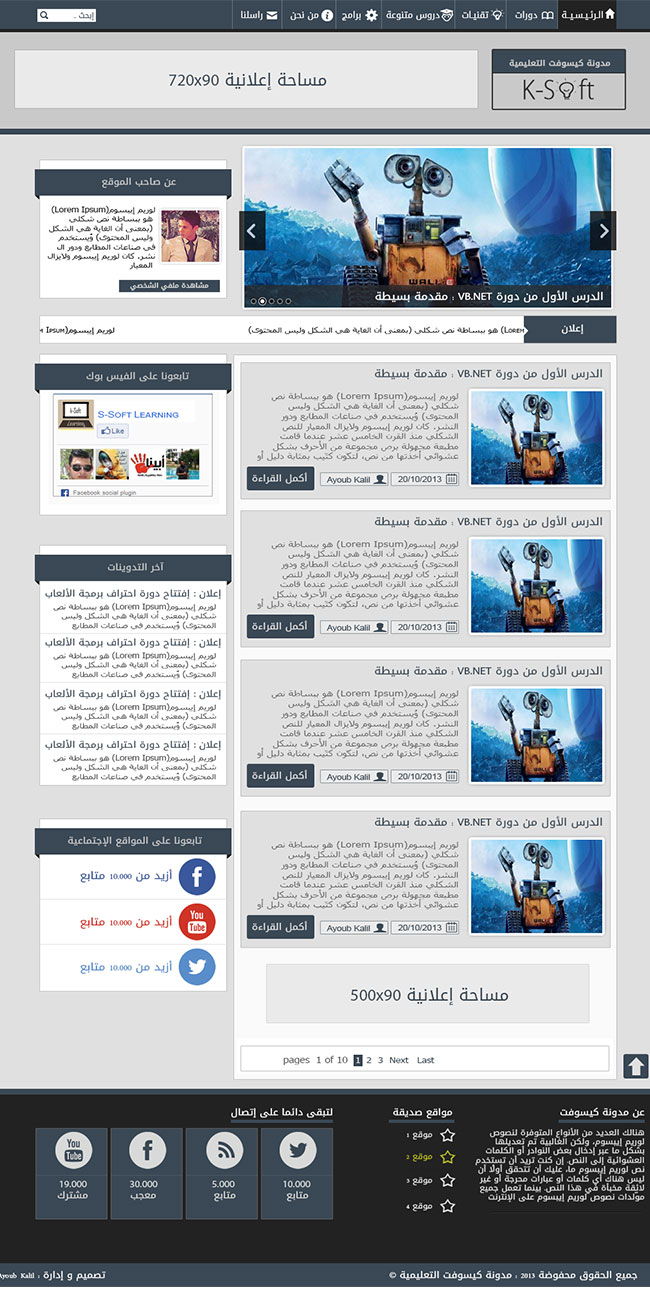 الرئيسية
دورات
تقنيات
دروس متنوعة
برامج
من نحن
راسلنا
إبحث ..
مدونة كيسوفت التعليمية
K-Soft
مساحة إعلانية 720x90
الدرس الأول من دورة VB.NET : مقدمة بسيطة
عن صاحب الموقع
لوريم إيبسوم(Lorem Ipsum)
هو ببساطة نص شكلي
(بمعنى أن الغاية هي الشكل
وليس المحتوى) ويُستخدم
في صناعات المطابع ودور ال
نشر. كان لوريم إيبسوم ولايزال
المعيار
مشاهدة ملفي الشخصي
إعلان
(Lorem هو ببساطة نص شكلي (بمعنى أن الغاية هي الشكل وليس المحتوى)
لوريم إيبسوم(
الدرس الأول من دورة VB.NET : مقدمة بسيطة
لوريم إيبسوم(Lorem Ipsum) هو ببساطة نص
شكلي (بمعنى أن الغاية هي الشكل وليس
المحتوى) ويُستخدم في صناعات المطابع ودور
النشر. كان لوريم إيبسوم ولايزال المعيار للنص
الشكلي منذ القرن الخامس عشر عندما قامت
مطبعة مجهولة برص مجموعة من الأحرف بشكل
عشوائي أخذتها من نص، لتكوّن كتيّب بمثابة دليل أو
20/10/2013
Ayoub Kalil
أكمل القراءة
الدرس الأول من دورة VB.NET : مقدمة بسيطة
لوريم إيبسوم(Lorem Ipsum) هو ببساطة نص
شكلي (بمعنى أن الغاية هي الشكل وليس
المحتوى) ويُستخدم في صناعات المطابع ودور
النشر. كان لوريم إيبسوم ولايزال المعيار للنص
الشكلي منذ القرن الخامس عشر عندما قامت
مطبعة مجهولة برص مجموعة من الأحرف بشكل
عشوائي أخذتها من نص، لتكوّن كتيّب بمثابة دليل أو
20/10/2013
Ayoub Kalil
أكمل القراءة
الدرس الأول من دورة VB.NET : مقدمة بسيطة
لوريم إيبسوم(Lorem Ipsum) هو ببساطة نص
شكلي (بمعنى أن الغاية هي الشكل وليس
المحتوى) ويُستخدم في صناعات المطابع ودور
النشر. كان لوريم إيبسوم ولايزال المعيار للنص
الشكلي منذ القرن الخامس عشر عندما قامت
مطبعة مجهولة برص مجموعة من الأحرف بشكل
عشوائي أخذتها من نص، لتكوّن كتيّب بمثابة دليل أو
20/10/2013
Ayoub Kalil
أكمل القراءة
الدرس الأول من دورة VB.NET : مقدمة بسيطة
لوريم إيبسوم(Lorem Ipsum) هو ببساطة نص
شكلي (بمعنى أن الغاية هي الشكل وليس
المحتوى) ويُستخدم في صناعات المطابع ودور
النشر. كان لوريم إيبسوم ولايزال المعيار للنص
الشكلي منذ القرن الخامس عشر عندما قامت
مطبعة مجهولة برص مجموعة من الأحرف بشكل
عشوائي أخذتها من نص، لتكوّن كتيّب بمثابة دليل أو
20/10/2013
Ayoub Kalil
أكمل القراءة
مساحة إعلانية 500x90
pages 1 of 10 1 2 3 Next Last
تابعونا على الفيس بوك
S-Soft Learning
Like
Facebook social plugin
آخر التدوينات
إعلان : إفتتاح دورة احتراف برمجة الألعاب
لوريم إيبسوم(Lorem Ipsum) هو ببساطة نص
شكلي (بمعنى أن الغاية هي الشكل وليس
المحتوى) ويُستخدم في صناعات المطابع
إعلان : إفتتاح دورة احتراف برمجة الألعاب
لوريم إيبسوم(Lorem Ipsum) هو ببساطة نص
شكلي (بمعنى أن الغاية هي الشكل وليس
المحتوى) ويُستخدم في صناعات المطابع
إعلان : إفتتاح دورة احتراف برمجة الألعاب
لوريم إيبسوم(Lorem Ipsum) هو ببساطة نص
شكلي (بمعنى أن الغاية هي الشكل وليس
المحتوى) ويُستخدم في صناعات المطابع
إعلان : إفتتاح دورة احتراف برمجة الألعاب
لوريم إيبسوم(Lorem Ipsum) هو ببساطة نص
شكلي (بمعنى أن الغاية هي الشكل وليس
المحتوى) ويُستخدم في صناعات المطابع
تابعونا على المواقع الإجتماعية
أزيد من 10.000 متابع
You Tube
أزيد من 10.000 متابع
أزيد من 10.000 متابع
عن مدونة كيسوفت
هنالك العديد من الأنواع المتوفرة لنصوص
لوريم إيبسوم، ولكن الغالبية تم تعديلها
بشكل ما عبر إدخال بعض النوادر أو الكلمات
العشوائية إلى النص. إن كنت تريد أن تستخدم
نص لوريم إيبسوم ما، عليك أن تتحقق أولاً أن
ليس هناك أي كلمات أو عبارات محرجة أو غير
لائقة مخبأة في هذا النص. بينما تعمل جميع
مولّدات نصوص لوريم إيبسوم على الإنترنت
مواقع صديقة
موقع 1
موقع 2
موقع 3
موقع 4
لتبقى دائما على إتصال
10.000
متابع
5.000
متابع
30.000
معجب
You Tube
19.000
مشترك
جميع الحقوق محفوضة 2013 : مدونة كيسوفت التعليمية ©
تصميم و إدارة : Ayoub Kalil